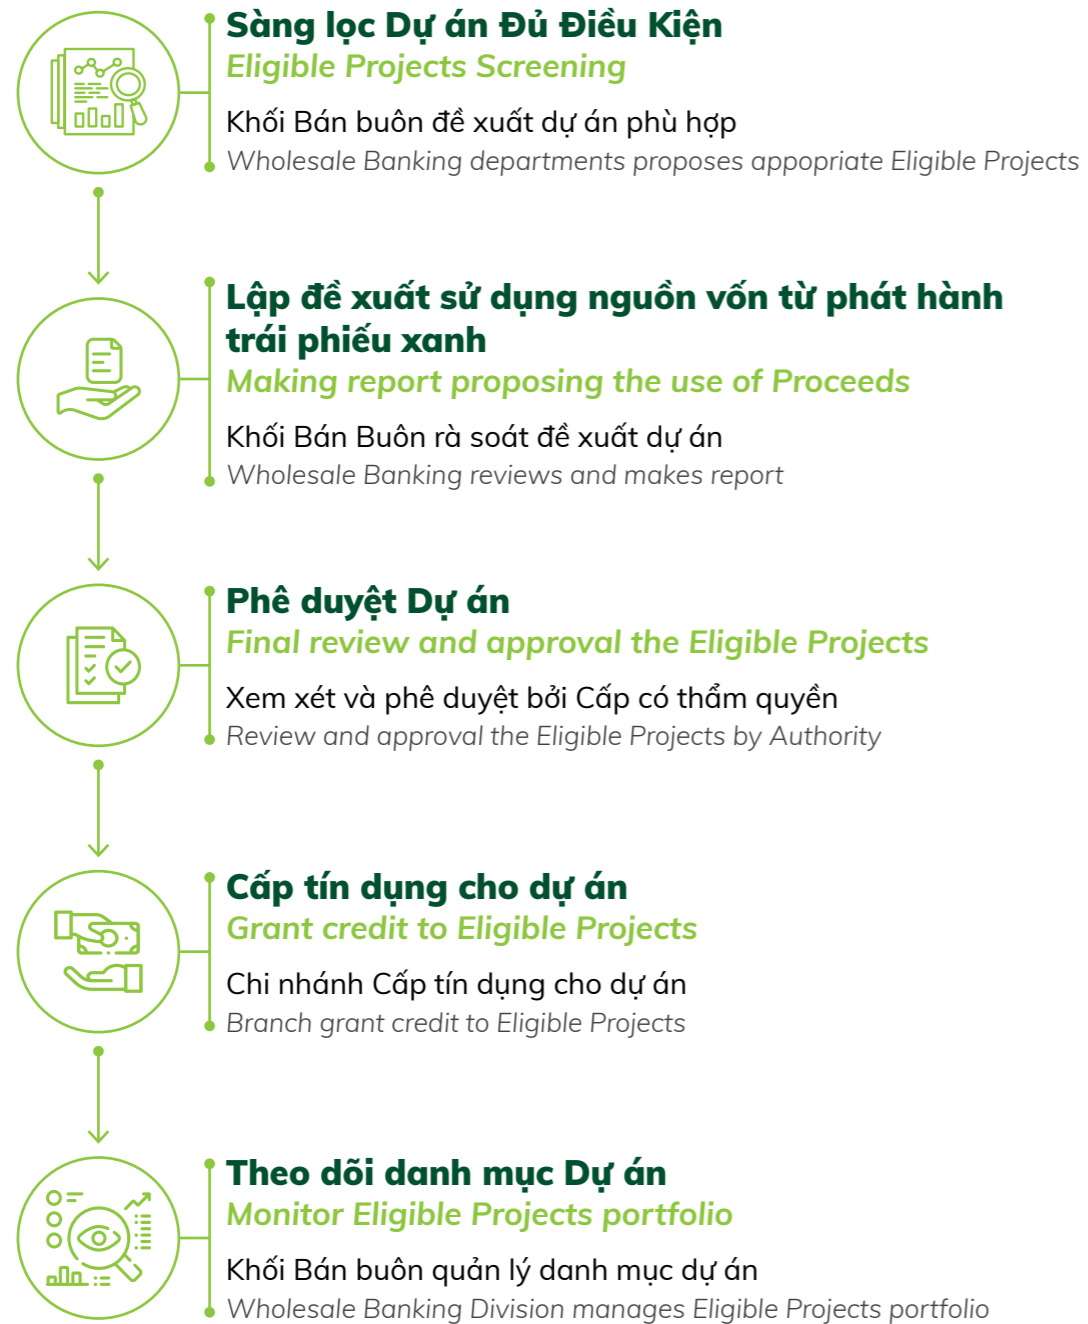 Sàng lọc Dự án Đủ Điều Kiện
Eligible Projects Screening
Khối Bán buôn đề xuất dự án phù hợp
Wholesale Banking departments proposes appopriate Eligible Projects
Lập đề xuất sử dụng nguồn vốn từ phát hành
trái phiếu xanh
Making report proposing the use of Proceeds
Khối Bán Buôn rà soát đề xuất dự án
Wholesale Banking reviews and makes report
Phê duyệt Dự án
Final review and approval the Eligible Projects
Xem xét và phê duyệt bởi Cấp có thẩm quyền
Review and approval the Eligible Projects by Authority
Cấp tín dụng cho dự án
Grant credit to Eligible Projects
Chi nhánh Cấp tín dụng cho dự án
Branch grant credit to Eligible Projects
Theo dõi danh mục Dự án
Monitor Eligible Projects portfolio
Khối Bán buôn quản lý danh mục dự án
Wholesale Banking Division manages Eligible Projects portfolio